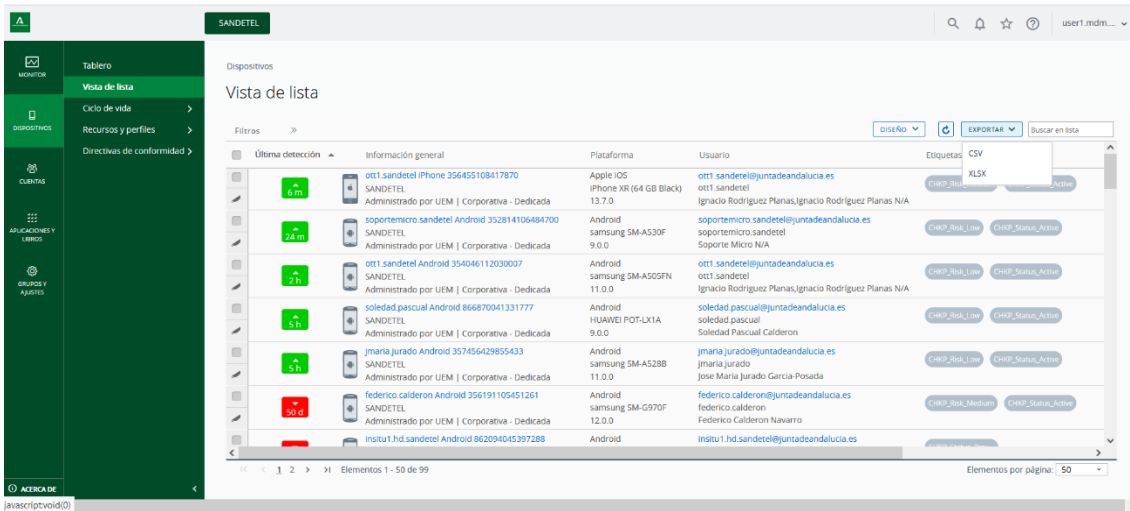 SANDETEL
user1.mdm....
MONITOR
DISPOSITIVOS
CUENTAS
APLICACIONES Y
LIBROS
GRUPOS Y
AJUSTES
ACERCA DE
Tablero
Vista de lista
Ciclo de vida
Recursos y perfiles
Directivas de conformidad
Dispositivos
Vista de lista
Filtros »
DISEÑO
EXPORTAR
Buscar en lista
CSV
XLSX
Última detección Información general Plataforma Usuario Etiquetas
6 m
ott1.sandetel iPhone 356455108417870
SANDETEL
Administrado por UEM | Corporativa - Dedicada
Apple iOS
iPhone XR (64 GB Black)
13.7.0
ott1.sandetel@juntadeandalucia.es
ott1.sandetel
Ignacio Rodriguez Planas,Ignacio Rodríguez Planas N/A
24 m
soportemicro.sandetel Android 352814106484700
SANDETEL
Administrado por UEM | Corporativa - Dedicada
Android
samsung SM-A530F
9.0.0
soportemicro.sandetel@juntadeandalucia.es
soportemicro.sandetel
Soporte Micro N/A
CHKP_Risk_Low CHKP_Status_Active
2 h
ott1.sandetel Android 354046112030007
SANDETEL
Administrado por UEM | Corporativa - Dedicada
Android
samsung SM-A505FN
11.0.0
ott1.sandetel@juntadeandalucia.es
ott1.sandetel
Ignacio Rodriguez Planas,Ignacio Rodríguez Planas N/A
CHKP_Risk_Low CHKP_Status_Active
5 h
soledad.pascual Android 866870041331777
SANDETEL
Administrado por UEM | Corporativa - Dedicada
Android
HUAWEI POT-LX1A
9.0.0
soledad.pascual@juntadeandalucia.es
soledad.pascual
Soledad Pascual Calderon
CHKP_Risk_Low CHKP_Status_Active
5 h
jmaria.jurado Android 357456429855433
SANDETEL
Administrado por UEM | Corporativa - Dedicada
Android
samsung SM-A528B
11.0.0
jmaria.jurado@juntadeandalucia.es
jmaria.jurado
Jose Maria Jurado Garcia-Posada
CHKP_Risk_Low CHKP_Status_Active
50 d
federico.calderon Android 356191105451261
SANDETEL
Administrado por UEM | Corporativa - Dedicada
Android
samsung SM-G970F
12.0.0
federico.calderon@juntadeandalucia.es
federico.calderon
Federico Calderon Navarro
CHKP_Risk_Medium CHKP_Status_Active
insitu1.hd.sandetel Android 862094045397288
Android
insitu1.hd.sandetel@juntadeandalucia.es
1 2 Elementos 1 - 50 de 99
Elementos por página: 50
javascript:void(0)